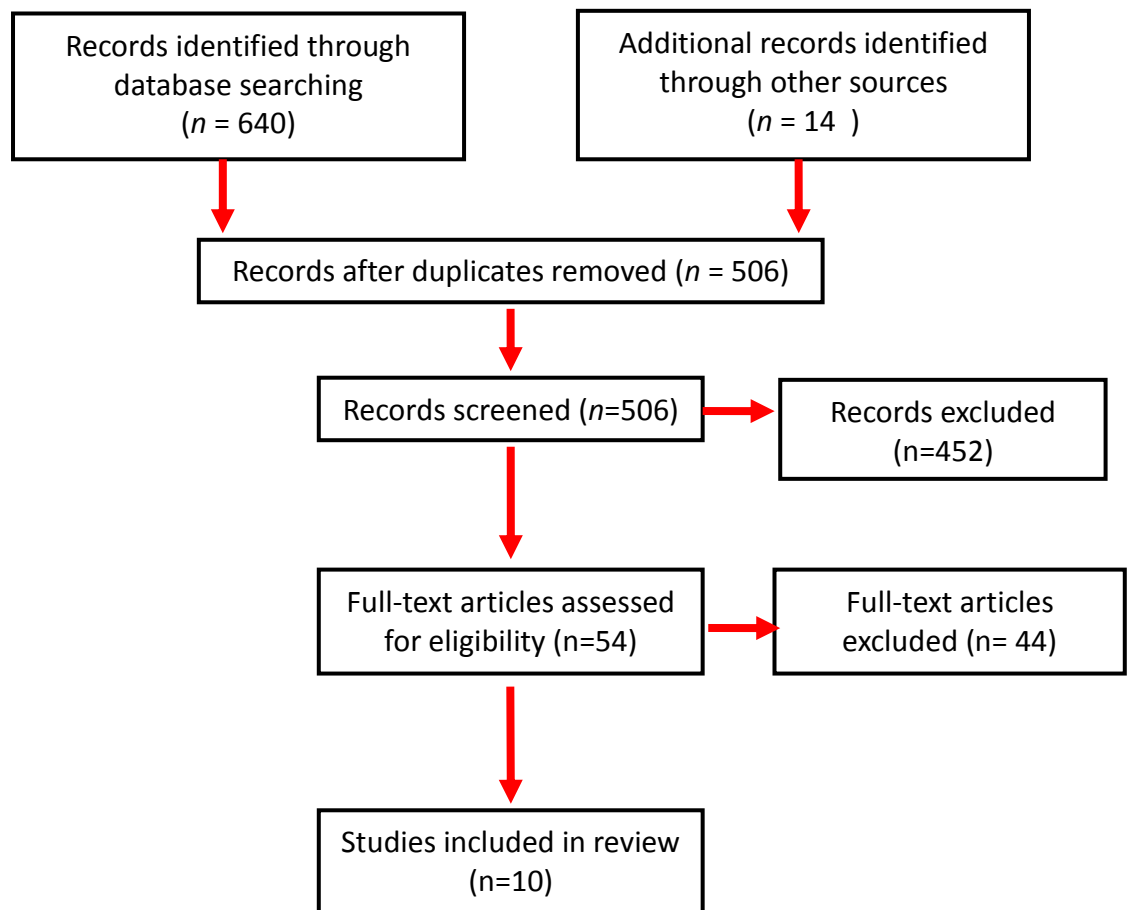 Records identified through
database searching
(n = 640)
Additional records identified
through other sources
(n = 14 )
Records after duplicates removed (n = 506)
Records screened (n=506)
Records excluded
(n=452)
Full-text articles assessed
for eligibility (n=54)
Full-text articles
excluded (n= 44)
Studies included in review
(n=10)